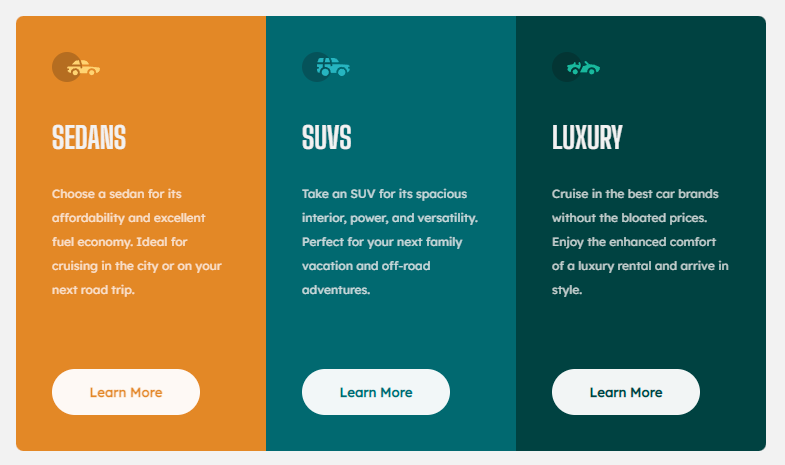 SEDANS
Choose a sedan for its
affordability and excellent
fuel economy. Ideal for
cruising in the city or on your
next road trip.
Learn More
SUVS
Take an SUV for its spacious
interior, power, and versatility.
Perfect for your next family
vacation and off-road
adventures.
Learn More
LUXURY
Cruise in the best car brands
without the bloated prices.
Enjoy the enhanced comfort
of a luxury rental and arrive in
style.
Learn More